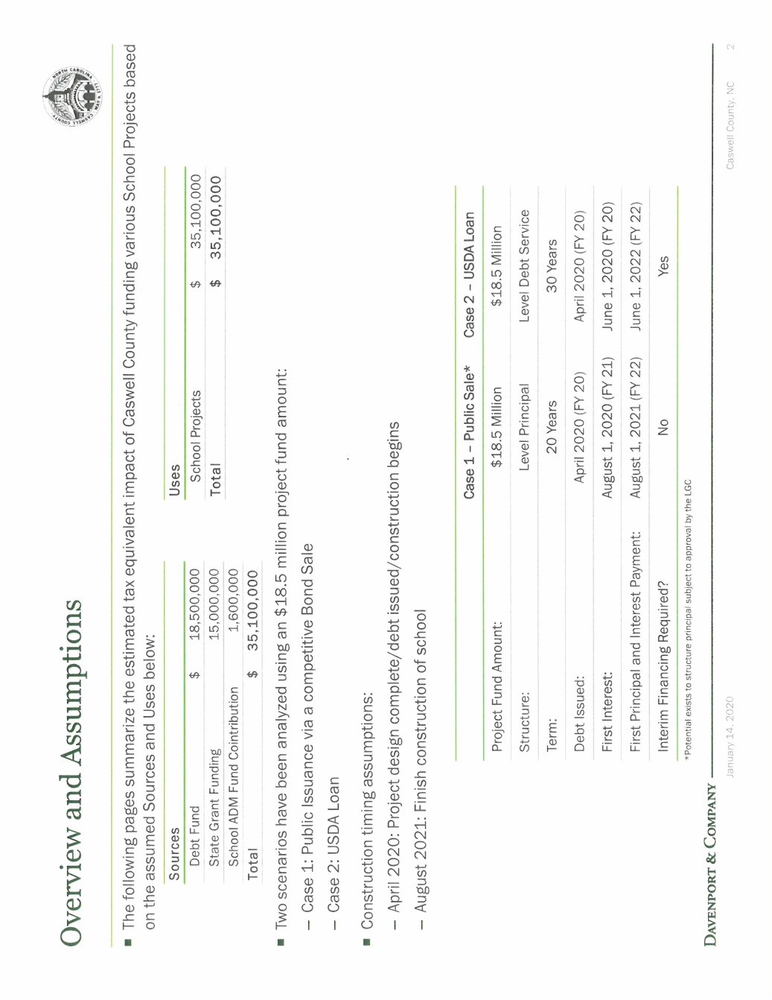 Overview and Assumptions
NORTH CAROLINA
CASWELL COUNTY
MAY 9, 1777
■ The following pages summarize the estimated tax equivalent impact of Caswell County funding various School Projects based
on the assumed Sources and Uses below:
Sources Uses
Debt Fund $ 18,500,000 School Projects $ 35,100,000
State Grant Funding 15,000,000 Total $ 35,100,000
School ADM Fund Cointribution 1,600,000
Total $ 35,100,000
■ Two scenarios have been analyzed using an $18.5 million project fund amount:
— Case 1: Public Issuance via a competitive Bond Sale
— Case 2: USDA Loan
■ Construction timing assumptions:
— April 2020: Project design complete/debt issued/construction begins
— August 2021: Finish construction of school
Case 1 – Public Sale* Case 2 – USDA Loan
Project Fund Amount: $18.5 Million $18.5 Million
Structure: Level Principal Level Debt Service
Term: 20 Years 30 Years
Debt Issued: April 2020 (FY 20) April 2020 (FY 20)
First Interest: August 1, 2020 (FY 21) June 1, 2020 (FY 20)
First Principal and Interest Payment: August 1, 2021 (FY 22) June 1, 2022 (FY 22)
Interim Financing Required? No Yes
*Potential exists to structure principal subject to approval by the LGC
DAVENPORT & COMPANY
January 14, 2020 Caswell County, NC 2